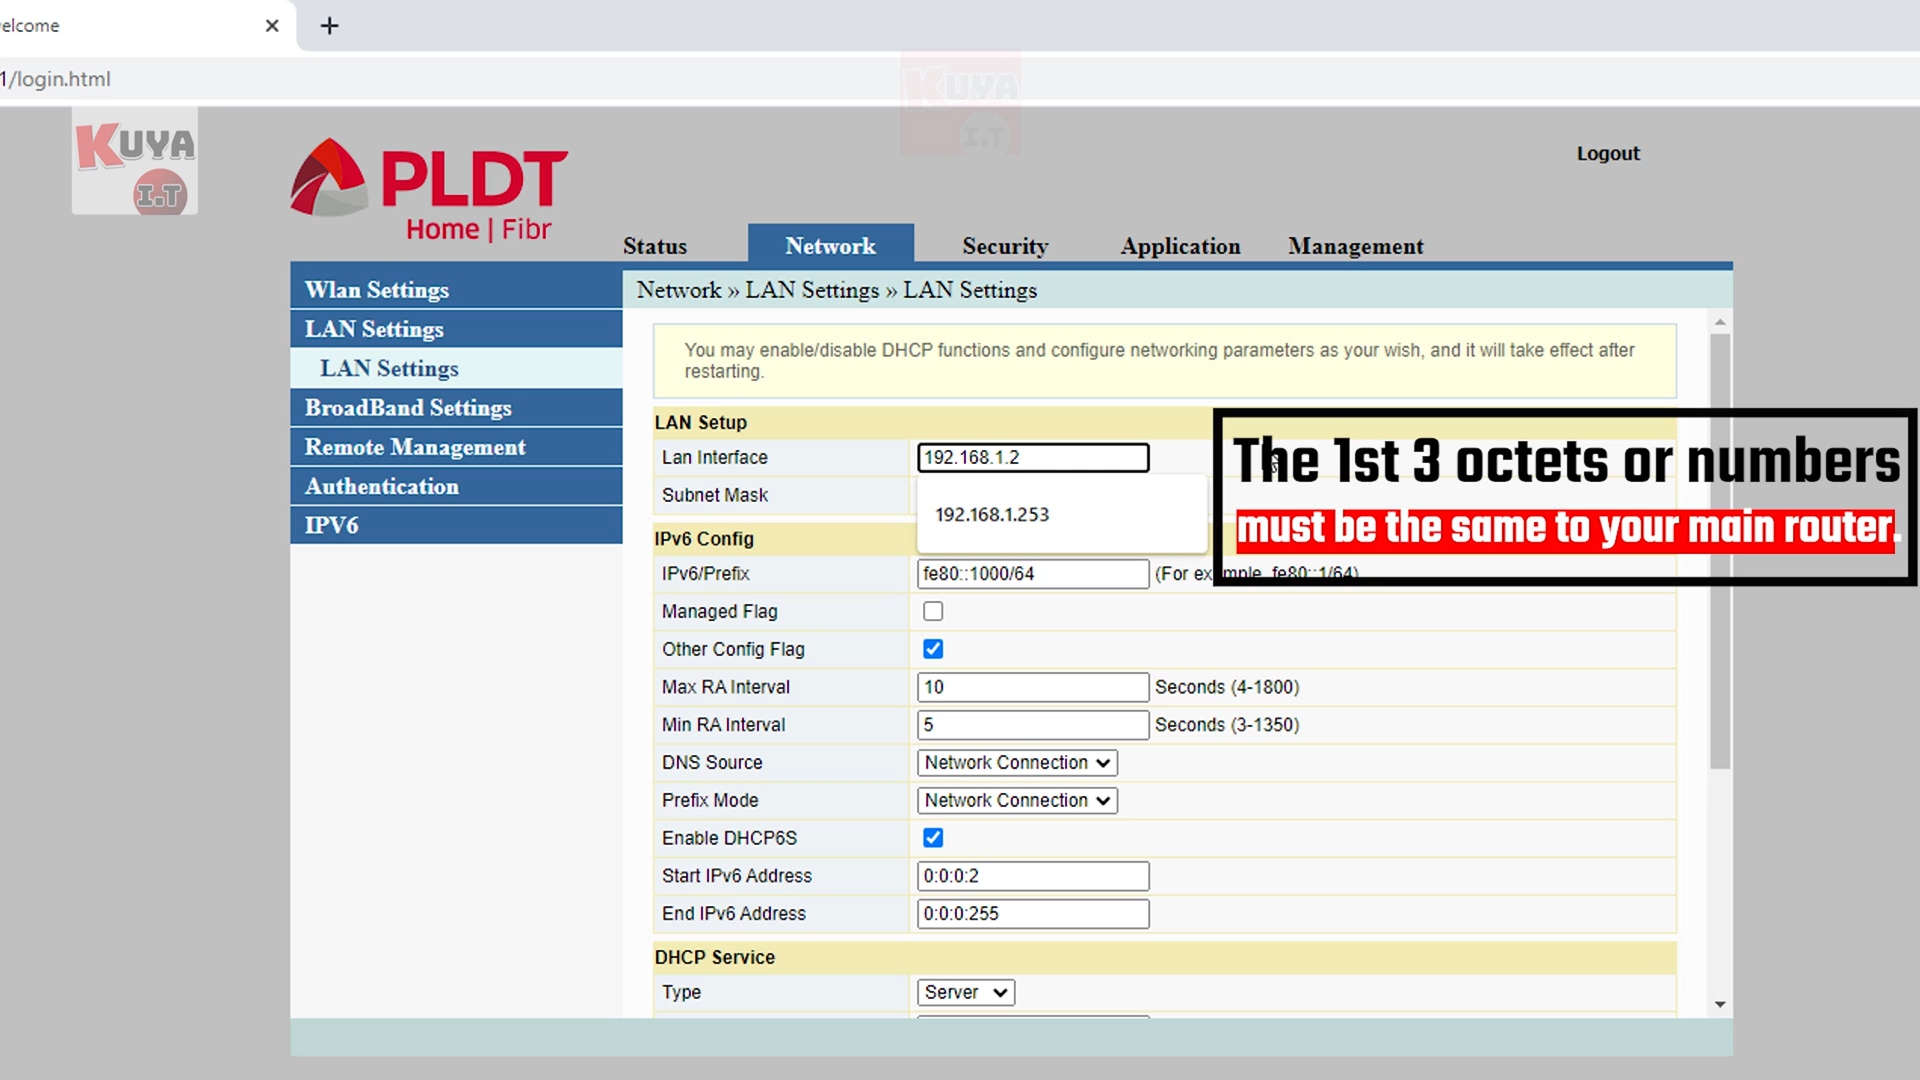 elcome
1/login.html
KUYA
I.T
KUYA
I.T
PLDT
Home | Fibr
Logout
Status
Network
Security
Application
Management
Wlan Settings
LAN Settings
LAN Settings
BroadBand Settings
Remote Management
Authentication
IPV6
Network » LAN Settings » LAN Settings
You may enable/disable DHCP functions and configure networking parameters as your wish, and it will take effect after
restarting.
LAN Setup
Lan Interface
192.168.1.2
Subnet Mask
192.168.1.253
The 1st 3 octets or numbers
must be the same to your main router.
IPv6 Config
IPv6/Prefix
fe80::1000/64
(For example, fe80::1/64)
Managed Flag
Other Config Flag
Max RA Interval
10
Seconds (4-1800)
Min RA Interval
5
Seconds (3-1350)
DNS Source
Network Connection
Prefix Mode
Network Connection
Enable DHCP6S
Start IPv6 Address
0:0:0:2
End IPv6 Address
0:0:0:255
DHCP Service
Type
Server